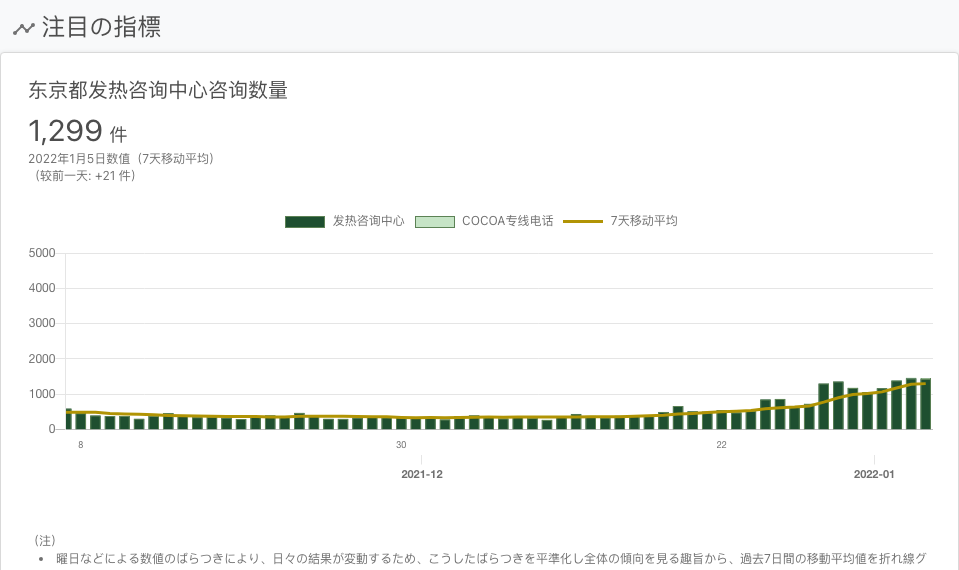 注目の指標
东京都发热咨询中心咨询数量
1,299 件
2022年1月5日数值（7天移动平均）
（较前一天: +21 件）
发热咨询中心 COCOA专线电话 7天移动平均
5000
4000
3000
2000
1000
0
8 30 22
2021-12 2022-01
（注）
• 曜日などによる数値のばらつきにより、日々の結果が変動するため、こうしたばらつきを平準化し全体の傾向を見る趣旨から、過去7日間の移動平均値を折れ線グ